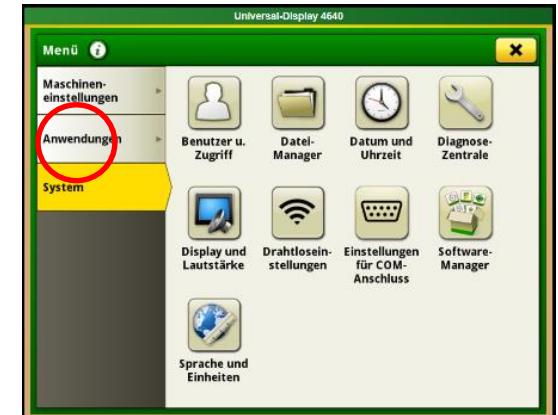 Universal-Display 4640
Menü i
Maschinen-
einstellungen
Anwendungen
System
Benutzer u.
Zugriff
Datei-
Manager
Datum und
Uhrzeit
Diagnose-
Zentrale
Display und
Lautstärke
Drahtlosein-
stellungen
Einstellungen
für COM-
Anschluss
Software-
Manager
Sprache und
Einheiten